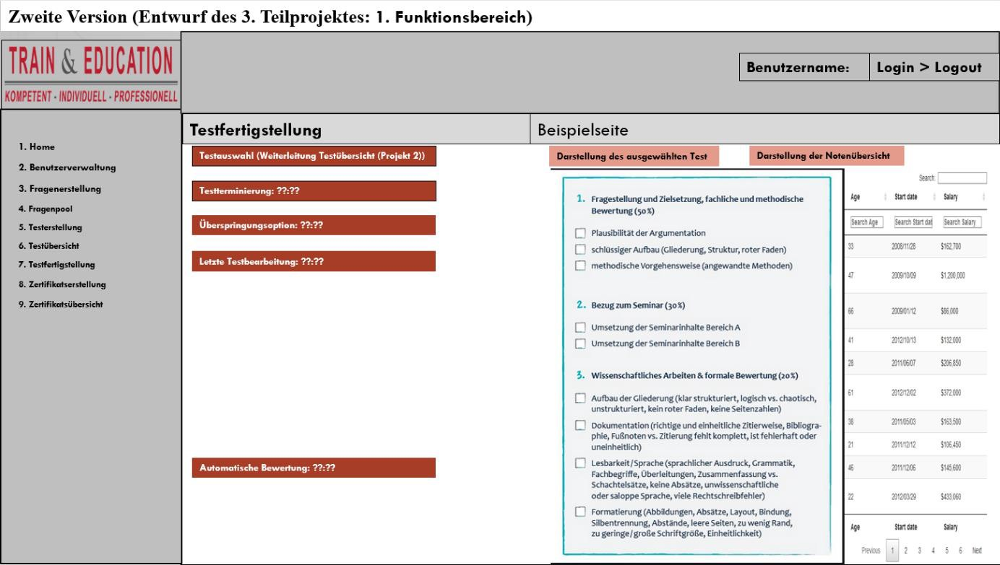 Zweite Version (Entwurf des 3. Teilprojektes: 1. Funktionsbereich)
TRAIN & EDUCATION
KOMPETENT - INDIVIDUELL - PROFESSIONELL
Benutzername:
Login > Logout
1. Home
2. Benutzerverwaltung
3. Fragenerstellung
4. Fragenpool
5. Testerstellung
6. Testübersicht
7. Testfertigstellung
8. Zertifikatserstellung
9. Zertifikatsübersicht
Testfertigstellung
Testauswahl (Weiterleitung Testübersicht (Projekt 2))
Testterminierung: ??:??
Überspringungsoption: ??:??
Letzte Testbearbeitung: ??:??
Automatische Bewertung: ??:??
Beispielseite
Darstellung des ausgewählten Test
Darstellung der Notenübersicht
1. Fragestellung und Zielsetzung, fachliche und methodische
Bewertung (50 %)
Plausibilität der Argumentation
schlüssiger Aufbau (Gliederung, Struktur, roter Faden)
methodische Vorgehensweise (angewandte Methoden)
2. Bezug zum Seminar (30 %)
Umsetzung der Seminarinhalte Bereich A
Umsetzung der Seminarinhalte Bereich B
3. Wissenschaftliches Arbeiten & formale Bewertung (20 %)
Aufbau der Gliederung (klar strukturiert, logisch vs. chaotisch,
unstrukturiert, kein roter Faden, keine Seitenzahlen)
Dokumentation (richtige und einheitliche Zitierweise, Bibliogra-
phie, Fußnoten vs. Zitierung fehlt komplett, ist fehlerhaft oder
uneinheitlich)
Lesbarkeit/Sprache (sprachlicher Ausdruck, Grammatik,
Fachbegriffe, Überleitungen, Zusammenfassung vs.
Schachtelsätze, keine Absätze, unwissenschaftliche
oder saloppe Sprache, viele Rechtschreibfehler)
Formatierung (Abbildungen, Absätze, Layout, Bindung,
Silbentrennung, Abstände, leere Seiten, zu wenig Rand,
zu geringe/große Schriftgröße, Einheitlichkeit)
Search:
Age Start date Salary
Search Age Search Start dat Search Salary
33 2008/11/28 $162,700
47 2009/10/09 $1,200,000
66 2009/01/12 $86,000
41 2012/10/13 $132,000
28 2011/06/07 $206,850
61 2012/12/02 $372,000
38 2011/05/03 $163,500
21 2011/12/12 $106,450
46 2011/12/06 $145,600
22 2012/03/29 $433,060
Age Start date Salary
Previous 1 2 3 4 5 6 Next